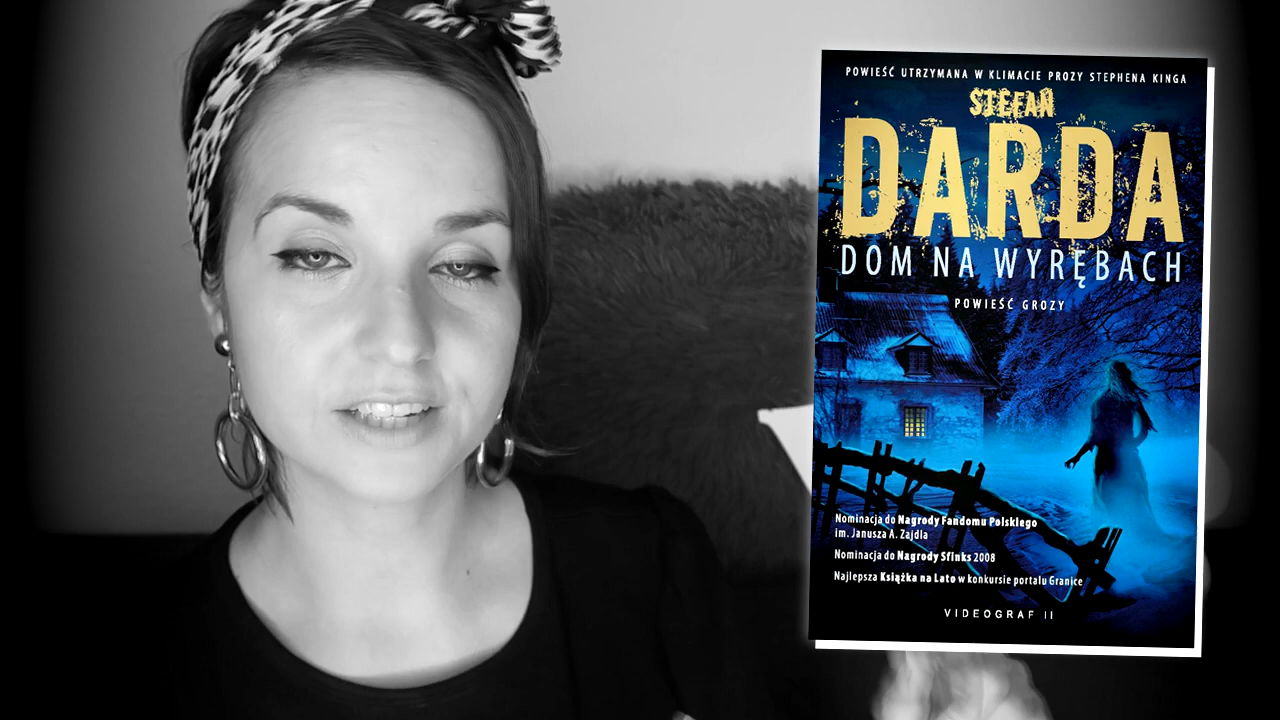 POWIEŚĆ UTRZYMANA W KLIMACIE PROZY STEPHENA KINGA
STEFAN
DARDA
DOM NA WYRĘBACH
POWIEŚĆ GROZY
Nominacja do Nagrody Fandomu Polskiego
im. Janusza A. Zajdla
Nominacja do Nagrody Sfinks 2008
Najlepsza Książka na Lato w konkursie portalu Granice
VIDEOGRAF II